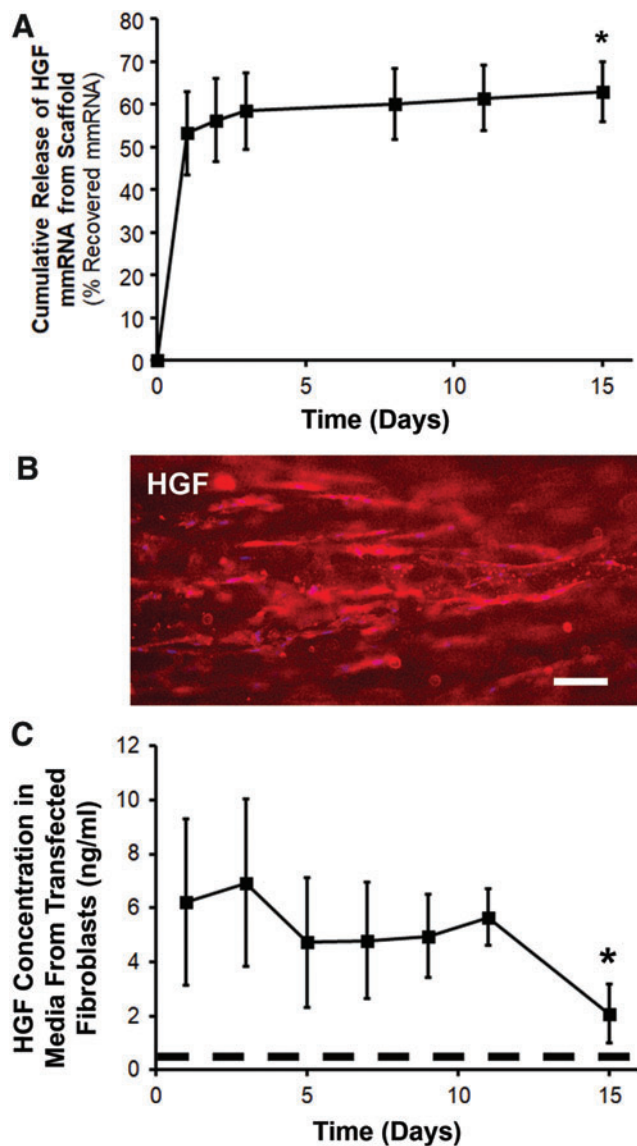 A
Cumulative Release of HGF
mmRNA from Scaffold
(% Recovered mmRNA)
80
70
60
50
40
30
20
10
0
*
0 5 10 15
Time (Days)
B
HGF
C
HGF Concentration in
Media From Transfected
Fibroblasts (ng/ml)
12
10
8
6
4
2
0
*
0 5 10 15
Time (Days)